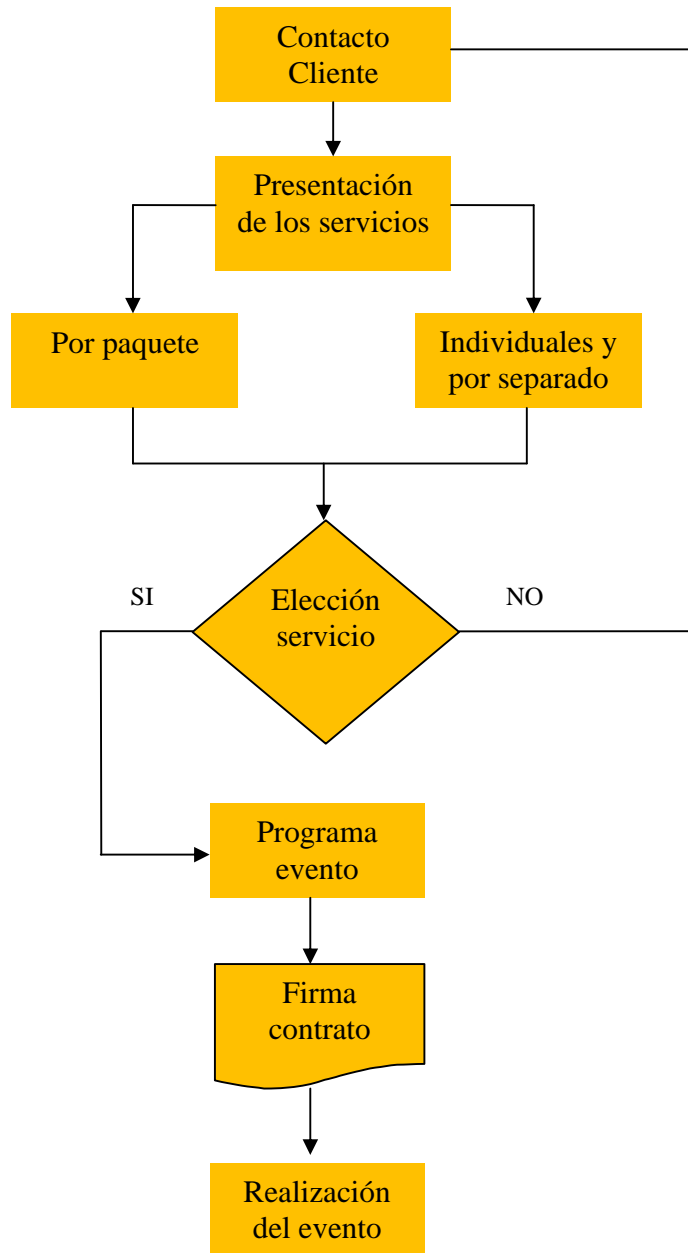 Contacto
Cliente
Presentación
de los servicios
Por paquete
Individuales y
por separado
SI
Elección
servicio
NO
Programa
evento
Firma
contrato
Realización
del evento